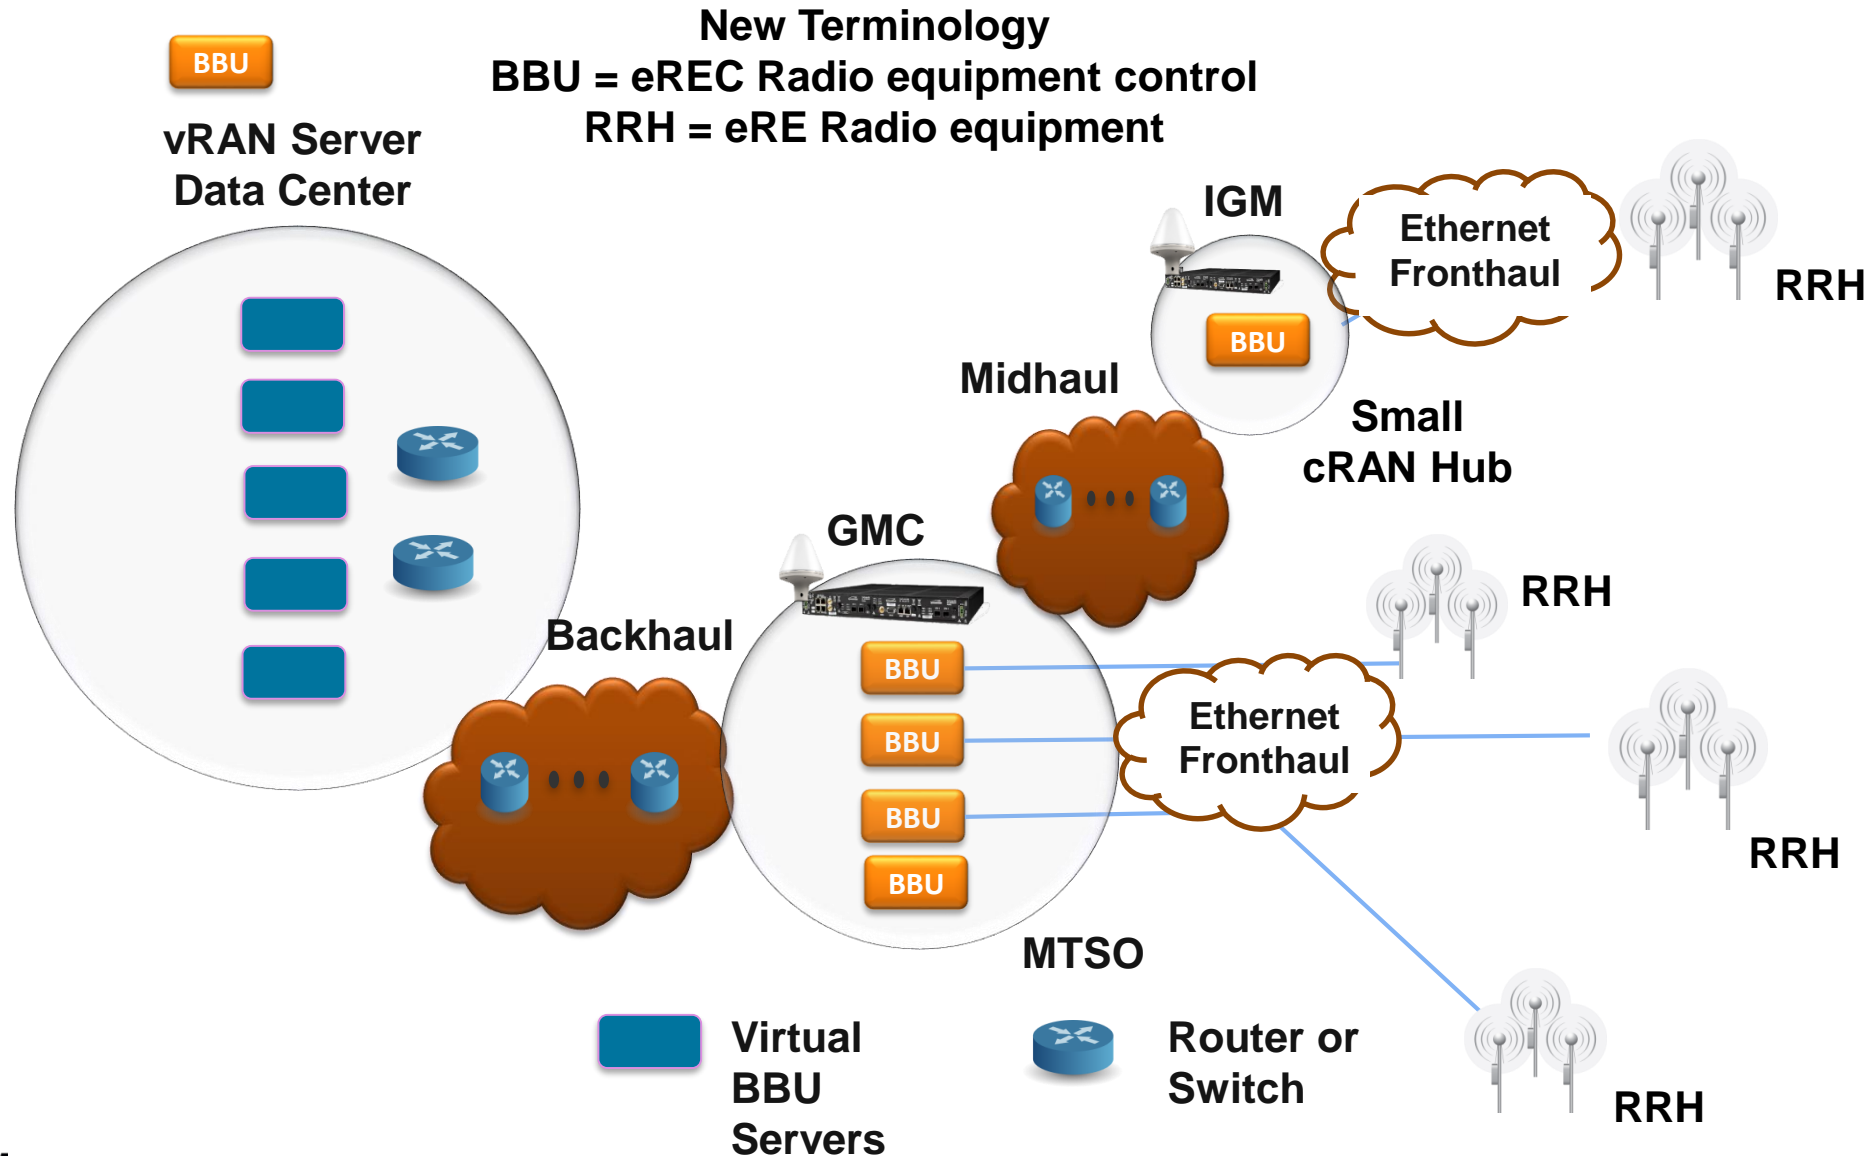 New Terminology
BBU = eREC Radio equipment control
RRH = eRE Radio equipment
BBU
vRAN Server
Data Center
IGM
Ethernet
Fronthaul
RRH
BBU
Midhaul
Small
cRAN Hub
GMC
RRH
Backhaul
BBU
BBU
BBU
BBU
Ethernet
Fronthaul
RRH
MTSO
Virtual
BBU
Servers
Router or
Switch
RRH